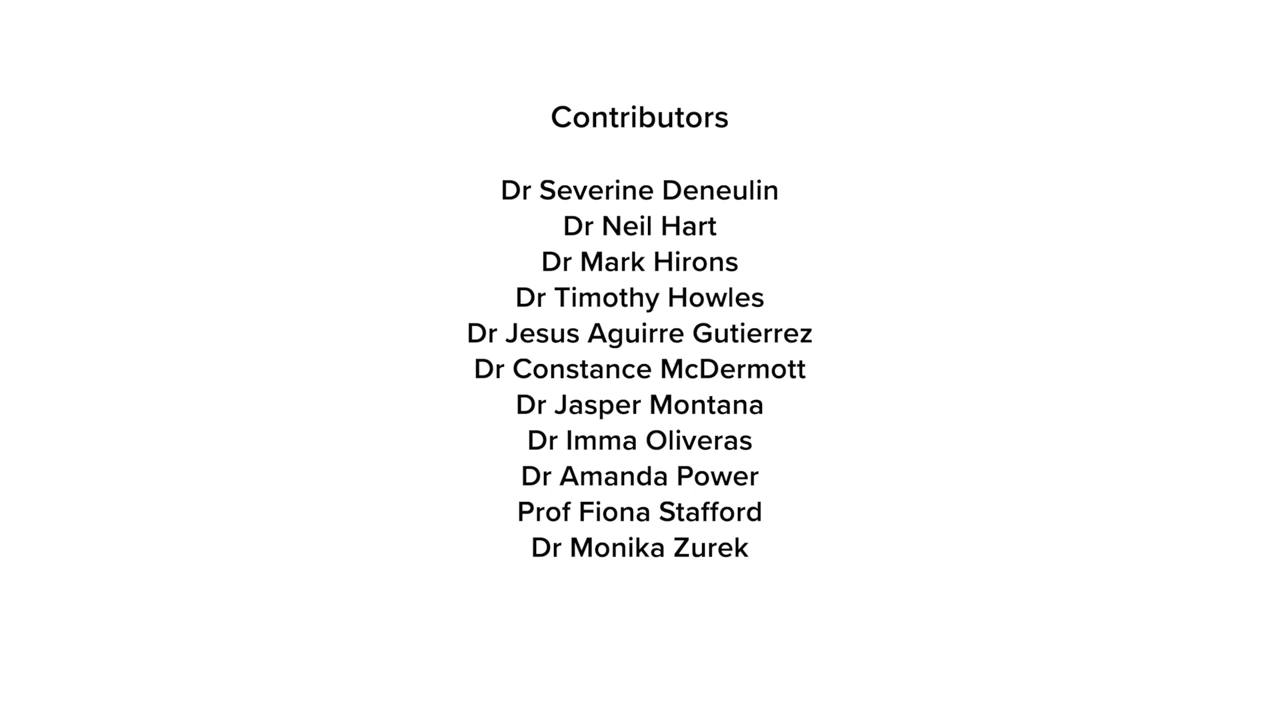 Contributors
Dr Severine Deneulin
Dr Neil Hart
Dr Mark Hirons
Dr Timothy Howles
Dr Jesus Aguirre Gutierrez
Dr Constance McDermott
Dr Jasper Montana
Dr Imma Oliveras
Dr Amanda Power
Prof Fiona Stafford
Dr Monika Zurek